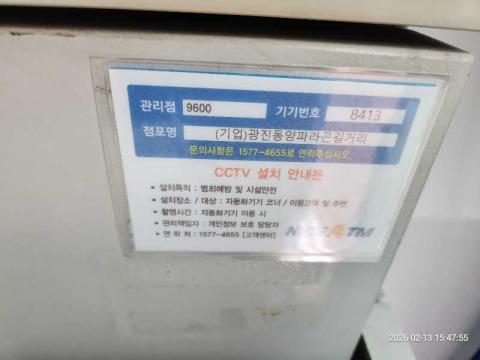 관리점 9600 기기번호 8413
점포명 (기업)광진동양파라곤길거리
문의사항은 1577-4655로 연락주십시오.
CCTV 설치 안내문
• 설치목적 : 범죄예방 및 시설안전
• 설치장소 / 대상 : 자동화기기 코너 / 이용고객 및 주변
• 촬영시간 : 자동화기기 이용 시
• 관리책임자 : 개인정보 보호 담당자
• 연 락 처 : 1577-4655 [고객센터]
NICE ATM
2026-02-13 15:47:55